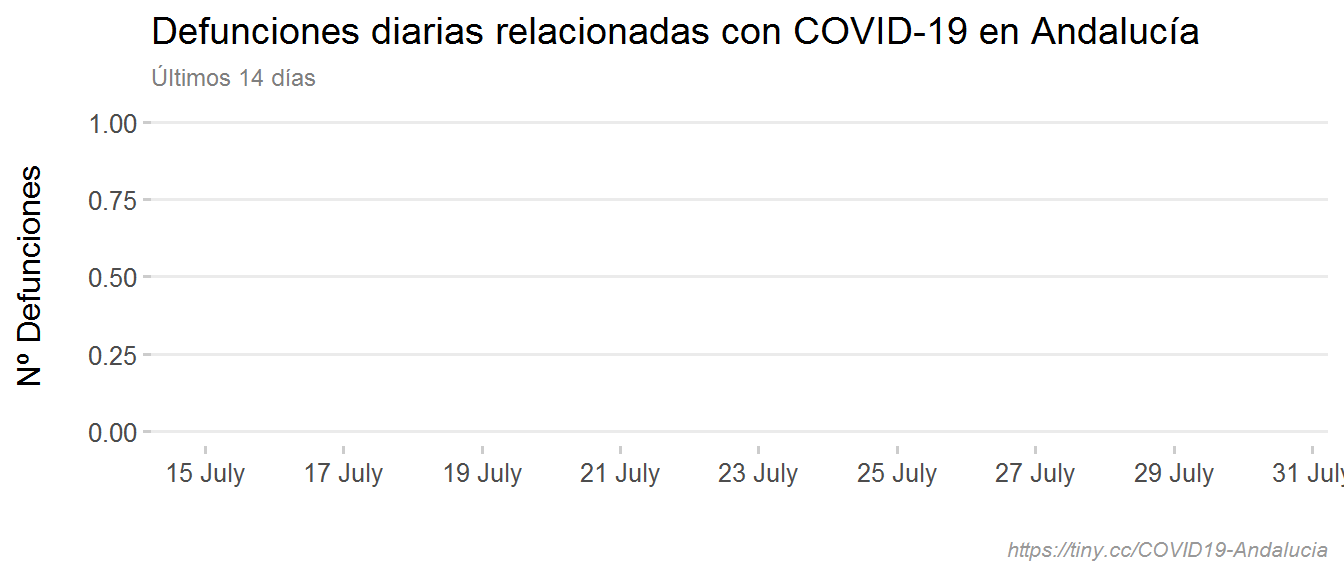 Defunciones diarias relacionadas con COVID-19 en Andalucía
Últimos 14 días
1.00
0.75
0.50
0.25
0.00
Nº Defunciones
15 July 17 July 19 July 21 July 23 July 25 July 27 July 29 July 31 July
https://tiny.cc/COVID19-Andalucia